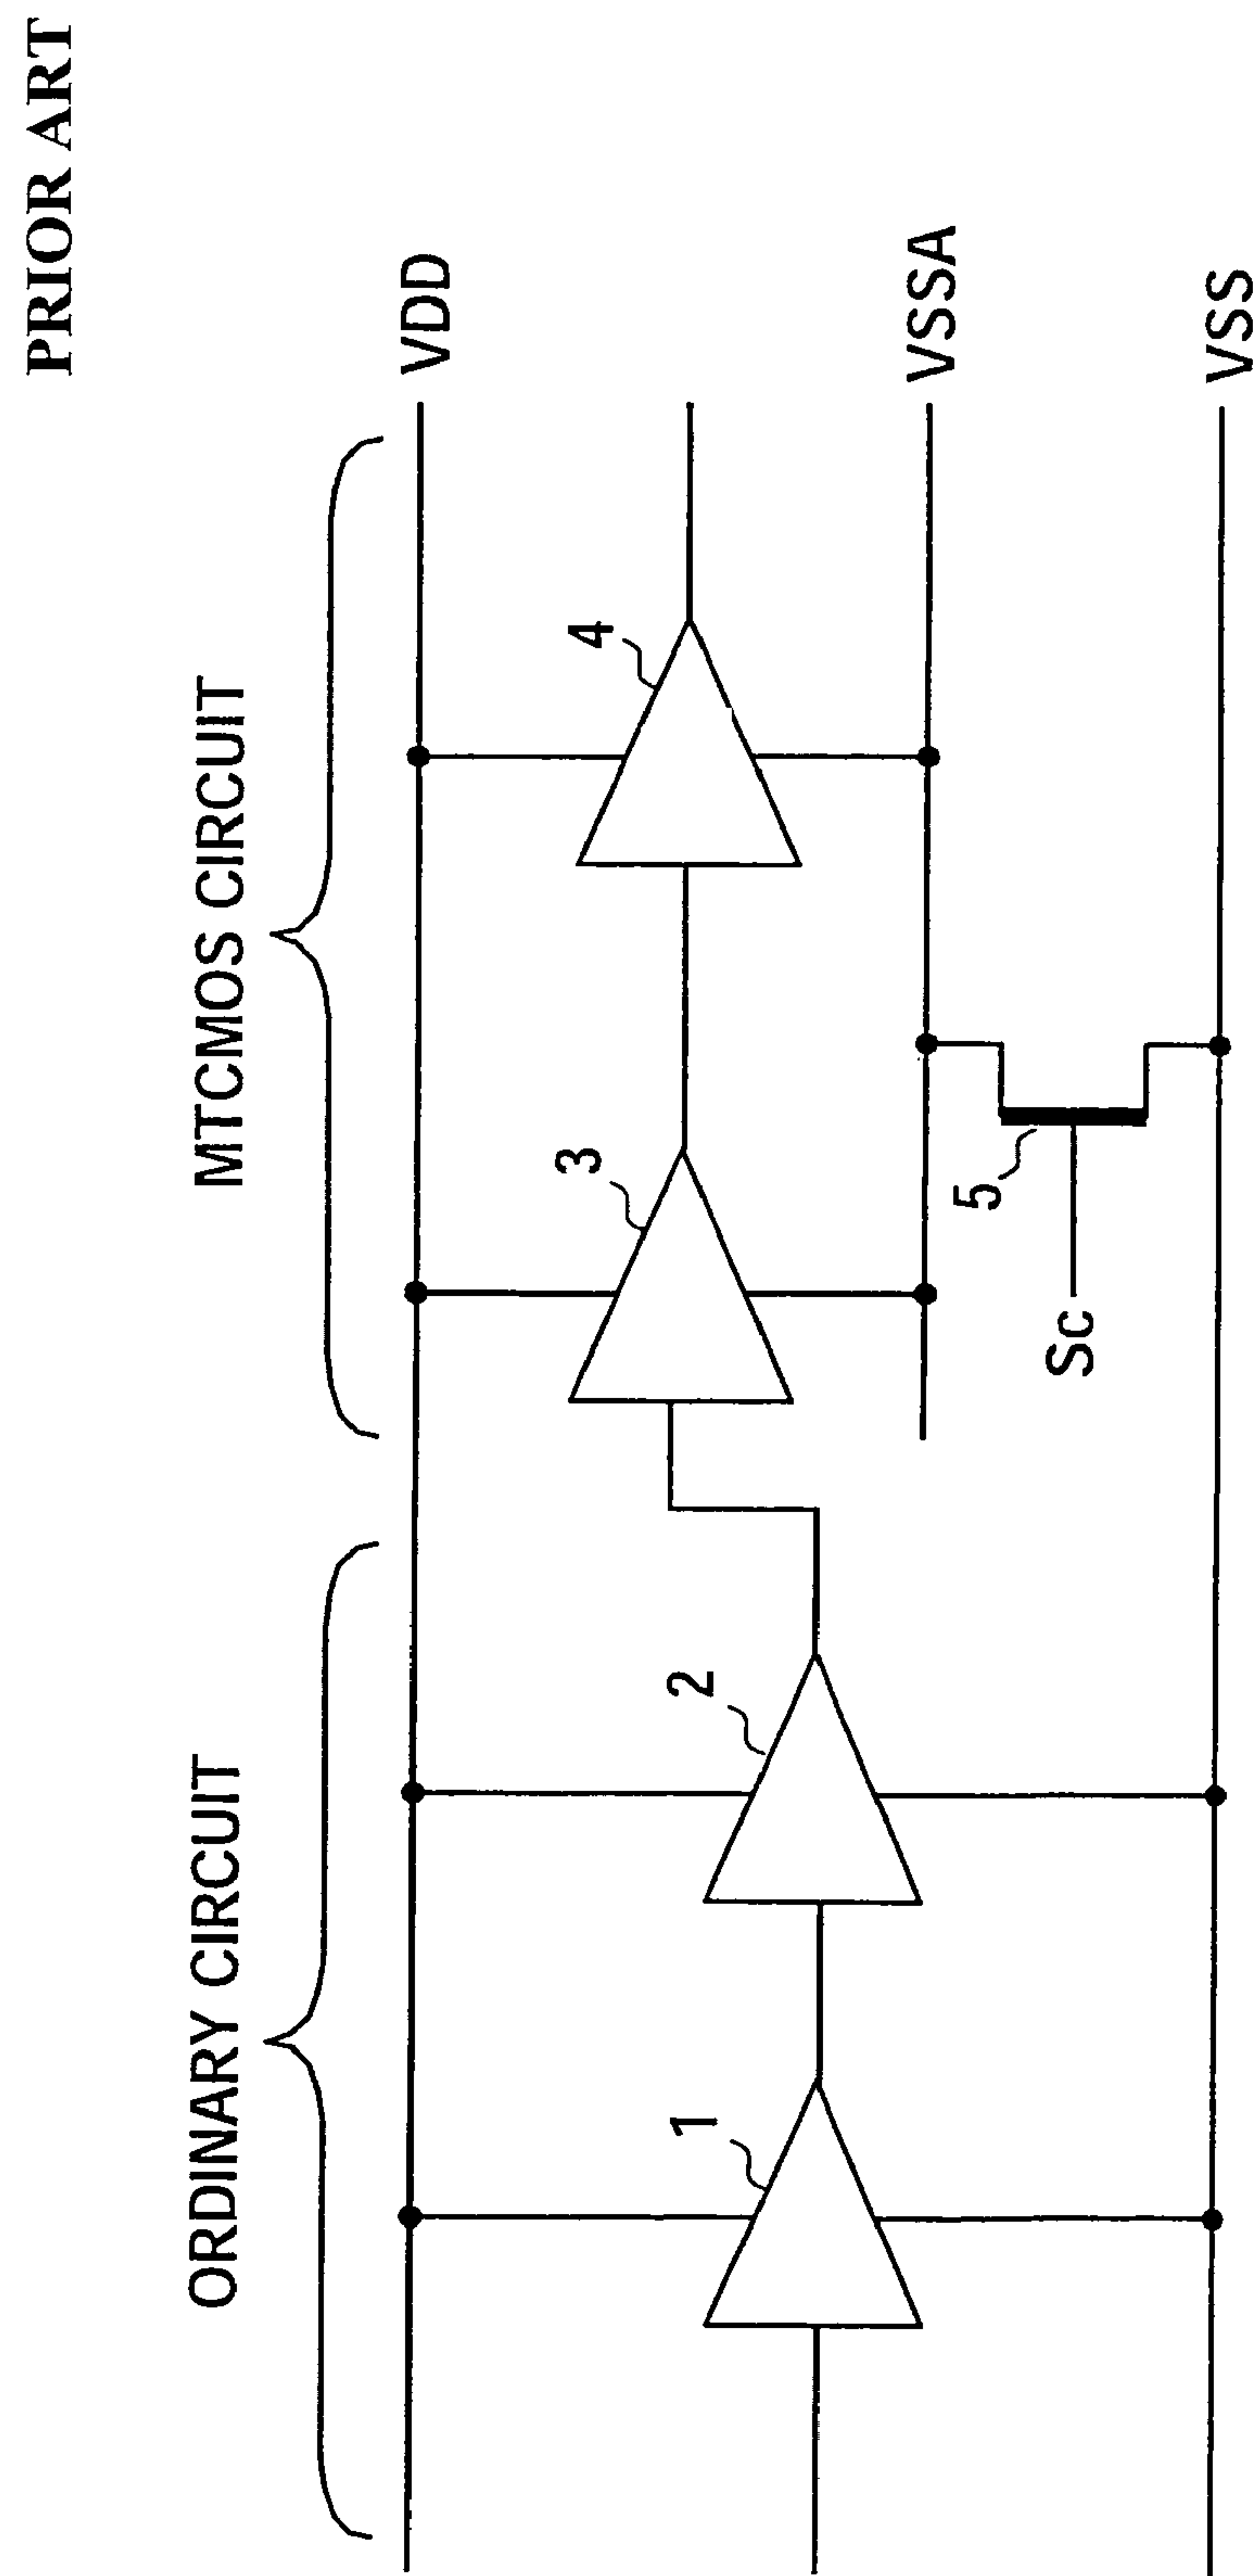 PRIOR ART
ORDINARY CIRCUIT
MTCMOS CIRCUIT
VDD
1
2
3
4
VSSA
5
Sc
VSS